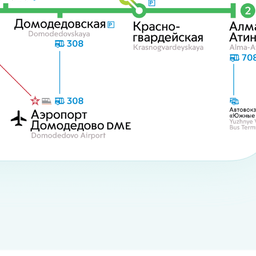 P
2
Домодедовская P
Domodedovskaya
308
Красно-
гвардейская
Krasnogvardeyskaya
Алма
Атин
Alma-A
708
308
Аэропорт
Домодедово DME
Domodedovo Airport
Автовокз
«Южные
Yuzhnye
Bus Term